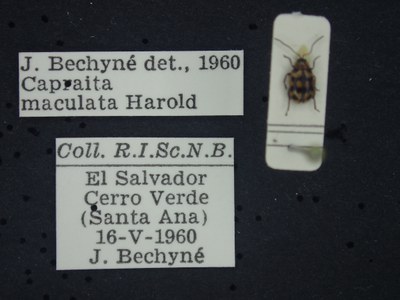 J. Bechyné det., 1960
Capraita
maculata Harold
Coll. R.I.Sc.N.B.
El Salvador
Cerro Verde
(Santa Ana)
16-V-1960
J. Bechyné